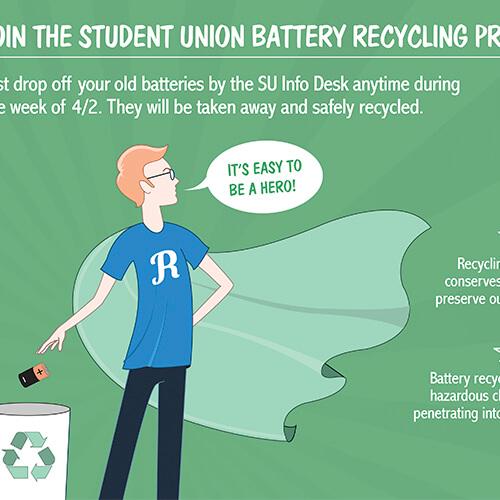 OIN THE STUDENT UNION BATTERY RECYCLING PR
st drop off your old batteries by the SU Info Desk anytime during
e week of 4/2. They will be taken away and safely recycled.
IT'S EASY TO
BE A HERO!
R
Recyclin
conserves
preserve ou
Battery recyc
hazardous ch
penetrating into
+